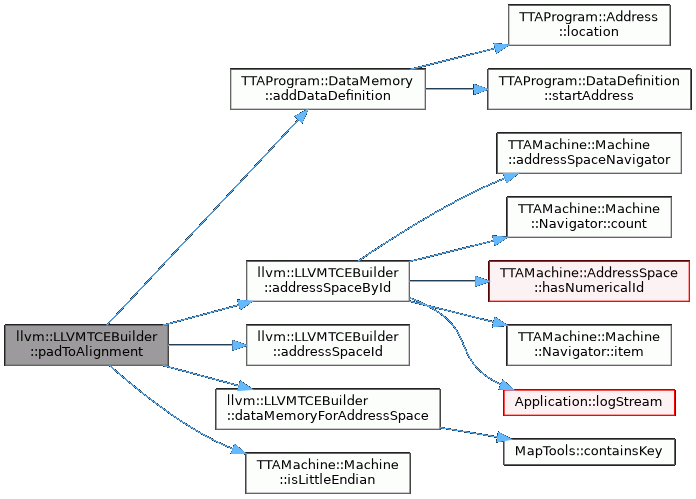 TTAProgram::Address
::location
TTAProgram::DataMemory
::addDataDefinition
TTAProgram::DataDefinition
::startAddress
TTAMachine::Machine
::addressSpaceNavigator
TTAMachine::Machine
::Navigator::count
llvm::LLVMTCEBuilder
::addressSpaceById
TTAMachine::AddressSpace
::hasNumericalId
llvm::LLVMTCEBuilder
::padToAlignment
llvm::LLVMTCEBuilder
::addressSpaceId
TTAMachine::Machine
::Navigator::item
llvm::LLVMTCEBuilder
::dataMemoryForAddressSpace
Application::logStream
MapTools::containsKey
TTAMachine::Machine
::isLittleEndian